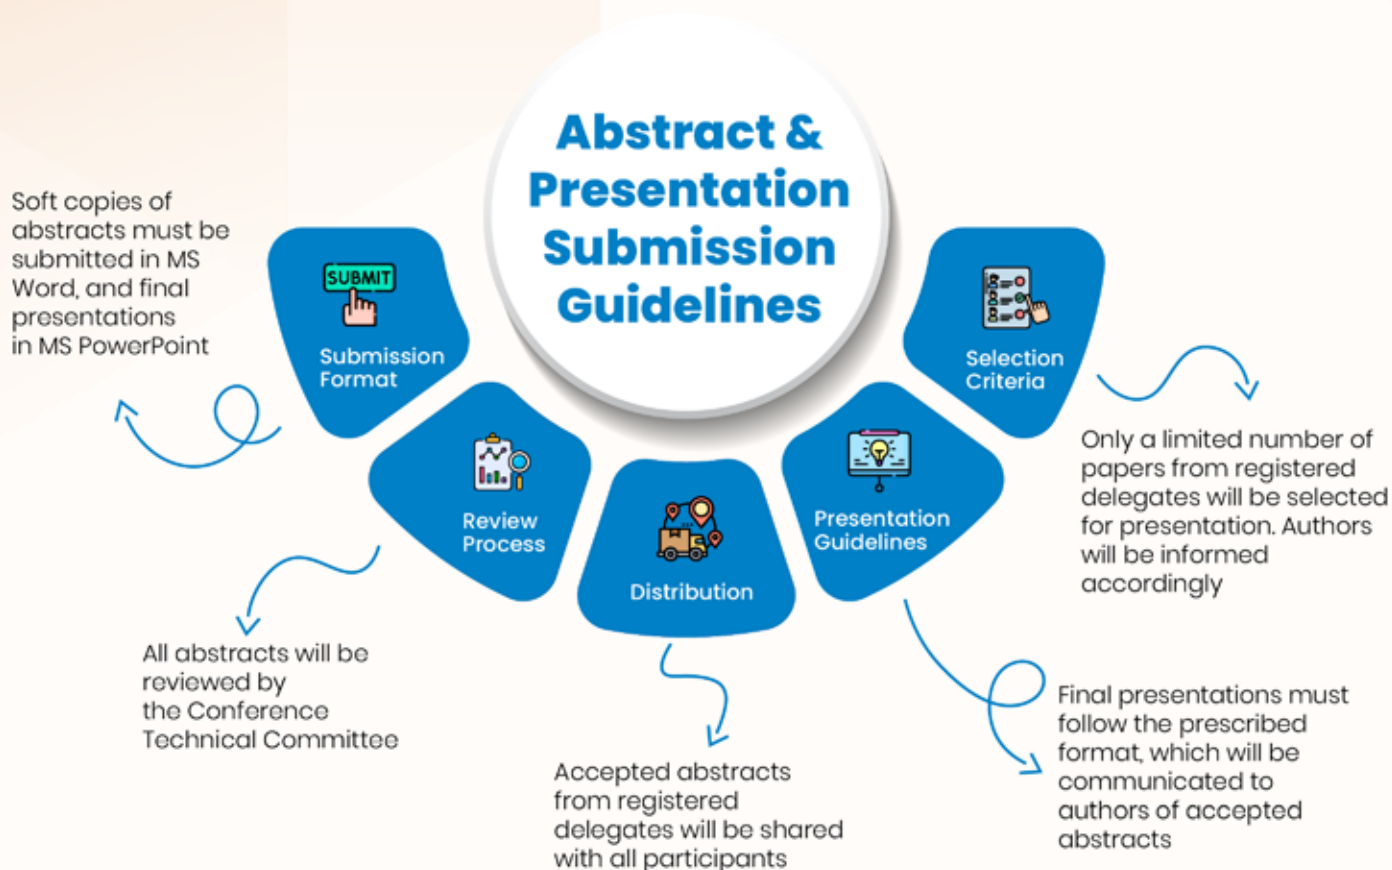 Abstract &
Presentation
Submission
Guidelines
Soft copies of
abstracts must be
submitted in MS
Word, and final
presentations
in MS PowerPoint
SUBMIT
Submission
Format
Review
Process
All abstracts will be
reviewed by
the Conference
Technical Committee
Distribution
Accepted abstracts
from registered
delegates will be shared
with all participants
Presentation
Guidelines
Final presentations must
follow the prescribed
format, which will be
communicated to
authors of accepted
abstracts
Selection
Criteria
Only a limited number of
papers from registered
delegates will be selected
for presentation. Authors
will be informed
accordingly